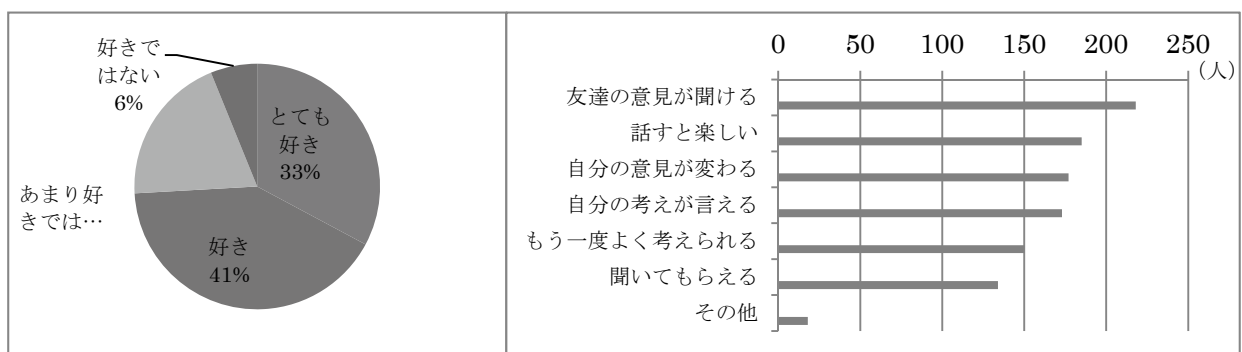 好きで
はない
6%
とても
好き
33%
あまり好
きでは…
好き
41%
0 50 100 150 200 250
（人）
友達の意見が聞ける
話すと楽しい
自分の意見が変わる
自分の考えが言える
もう一度よく考えられる
聞いてもらえる
その他